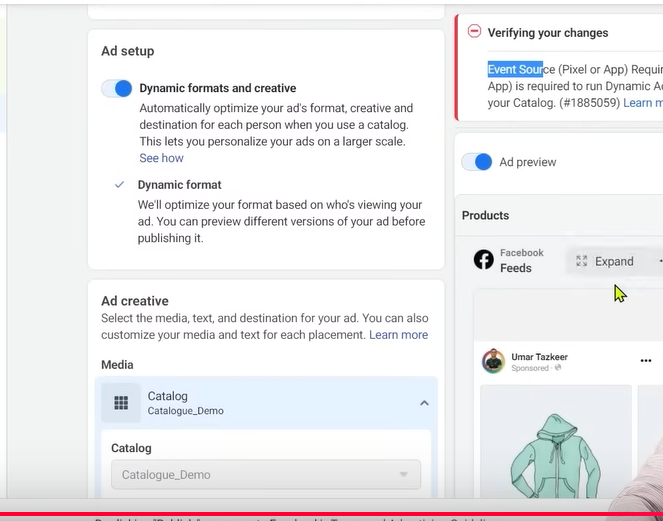 Ad setup
Dynamic formats and creative
Automatically optimize your ad's format, creative and
destination for each person when you use a catalog.
This lets you personalize your ads on a larger scale.
See how
Dynamic format
We'll optimize your format based on who's viewing your
ad. You can preview different versions of your ad before
publishing it.
Ad creative
Select the media, text, and destination for your ad. You can also
customize your media and text for each placement. Learn more
Media
Catalog
Catalogue_Demo
Catalog
Catalogue_Demo
Verifying your changes
Event Source (Pixel or App)
App) is required to run Dynamic
your Catalog. (#1885059) Learn
Ad preview
Products
Facebook
Feeds
Expand
Umar Tazkeer
Sponsored ·